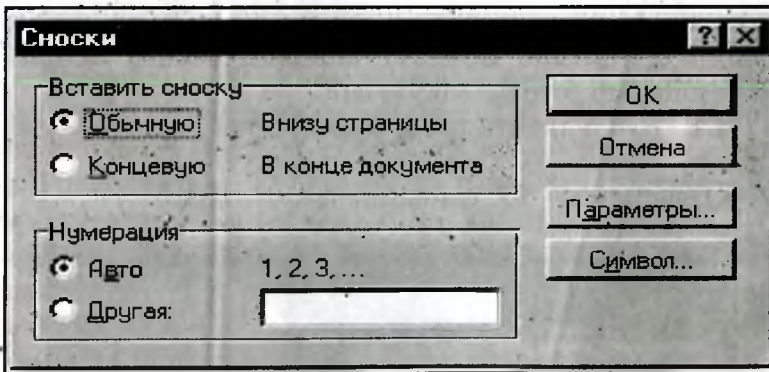 Сноски
Вставить сноску
Обычную Внизу страницы
Концевую В конце документа
Нумерация
Авто 1, 2, 3, ...
Другая:
OK
Отмена
Параметры...
Символ...